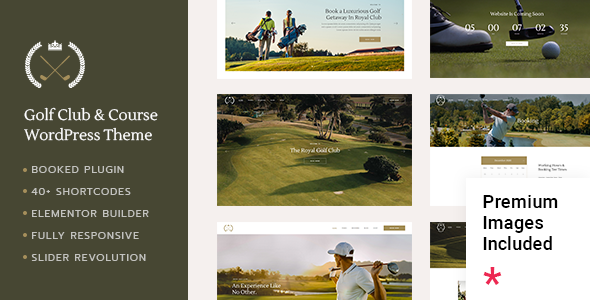 Golf Club & Course
WordPress Theme
BOOKED PLUGIN
40+ SHORTCODES
ELEMENTOR BUILDER
FULLY RESPONSIVE
SLIDER REVOLUTION
Book a Luxurious Golf
Getaway In Royal Club
Website Is Coming Soon
05 00 07 02 35
The Royal Golf Club
Booking
An Experience Like
No Other.
Premium
Images
Included
*